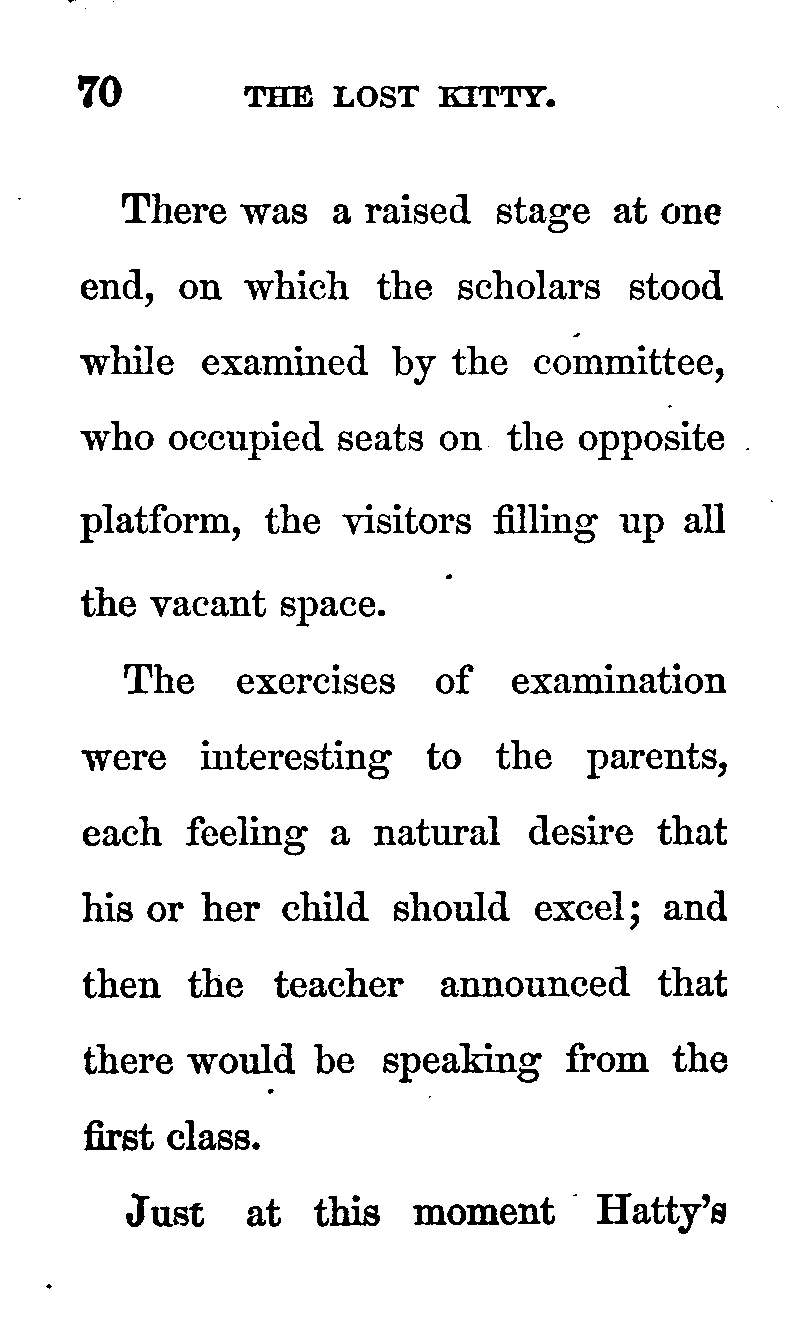 70 THE LOST KITTY.
There was a raised stage at one
end, on which the scholars stood
while examined by the committee,
who occupied seats on the opposite
platform, the visitors filling up all
the vacant space.
The exercises of examination
were interesting to the parents,
each feeling a natural desire that
his or her child should excel; and
then the teacher announced that
there would be speaking from the
first class.
Just at this moment Hatty's